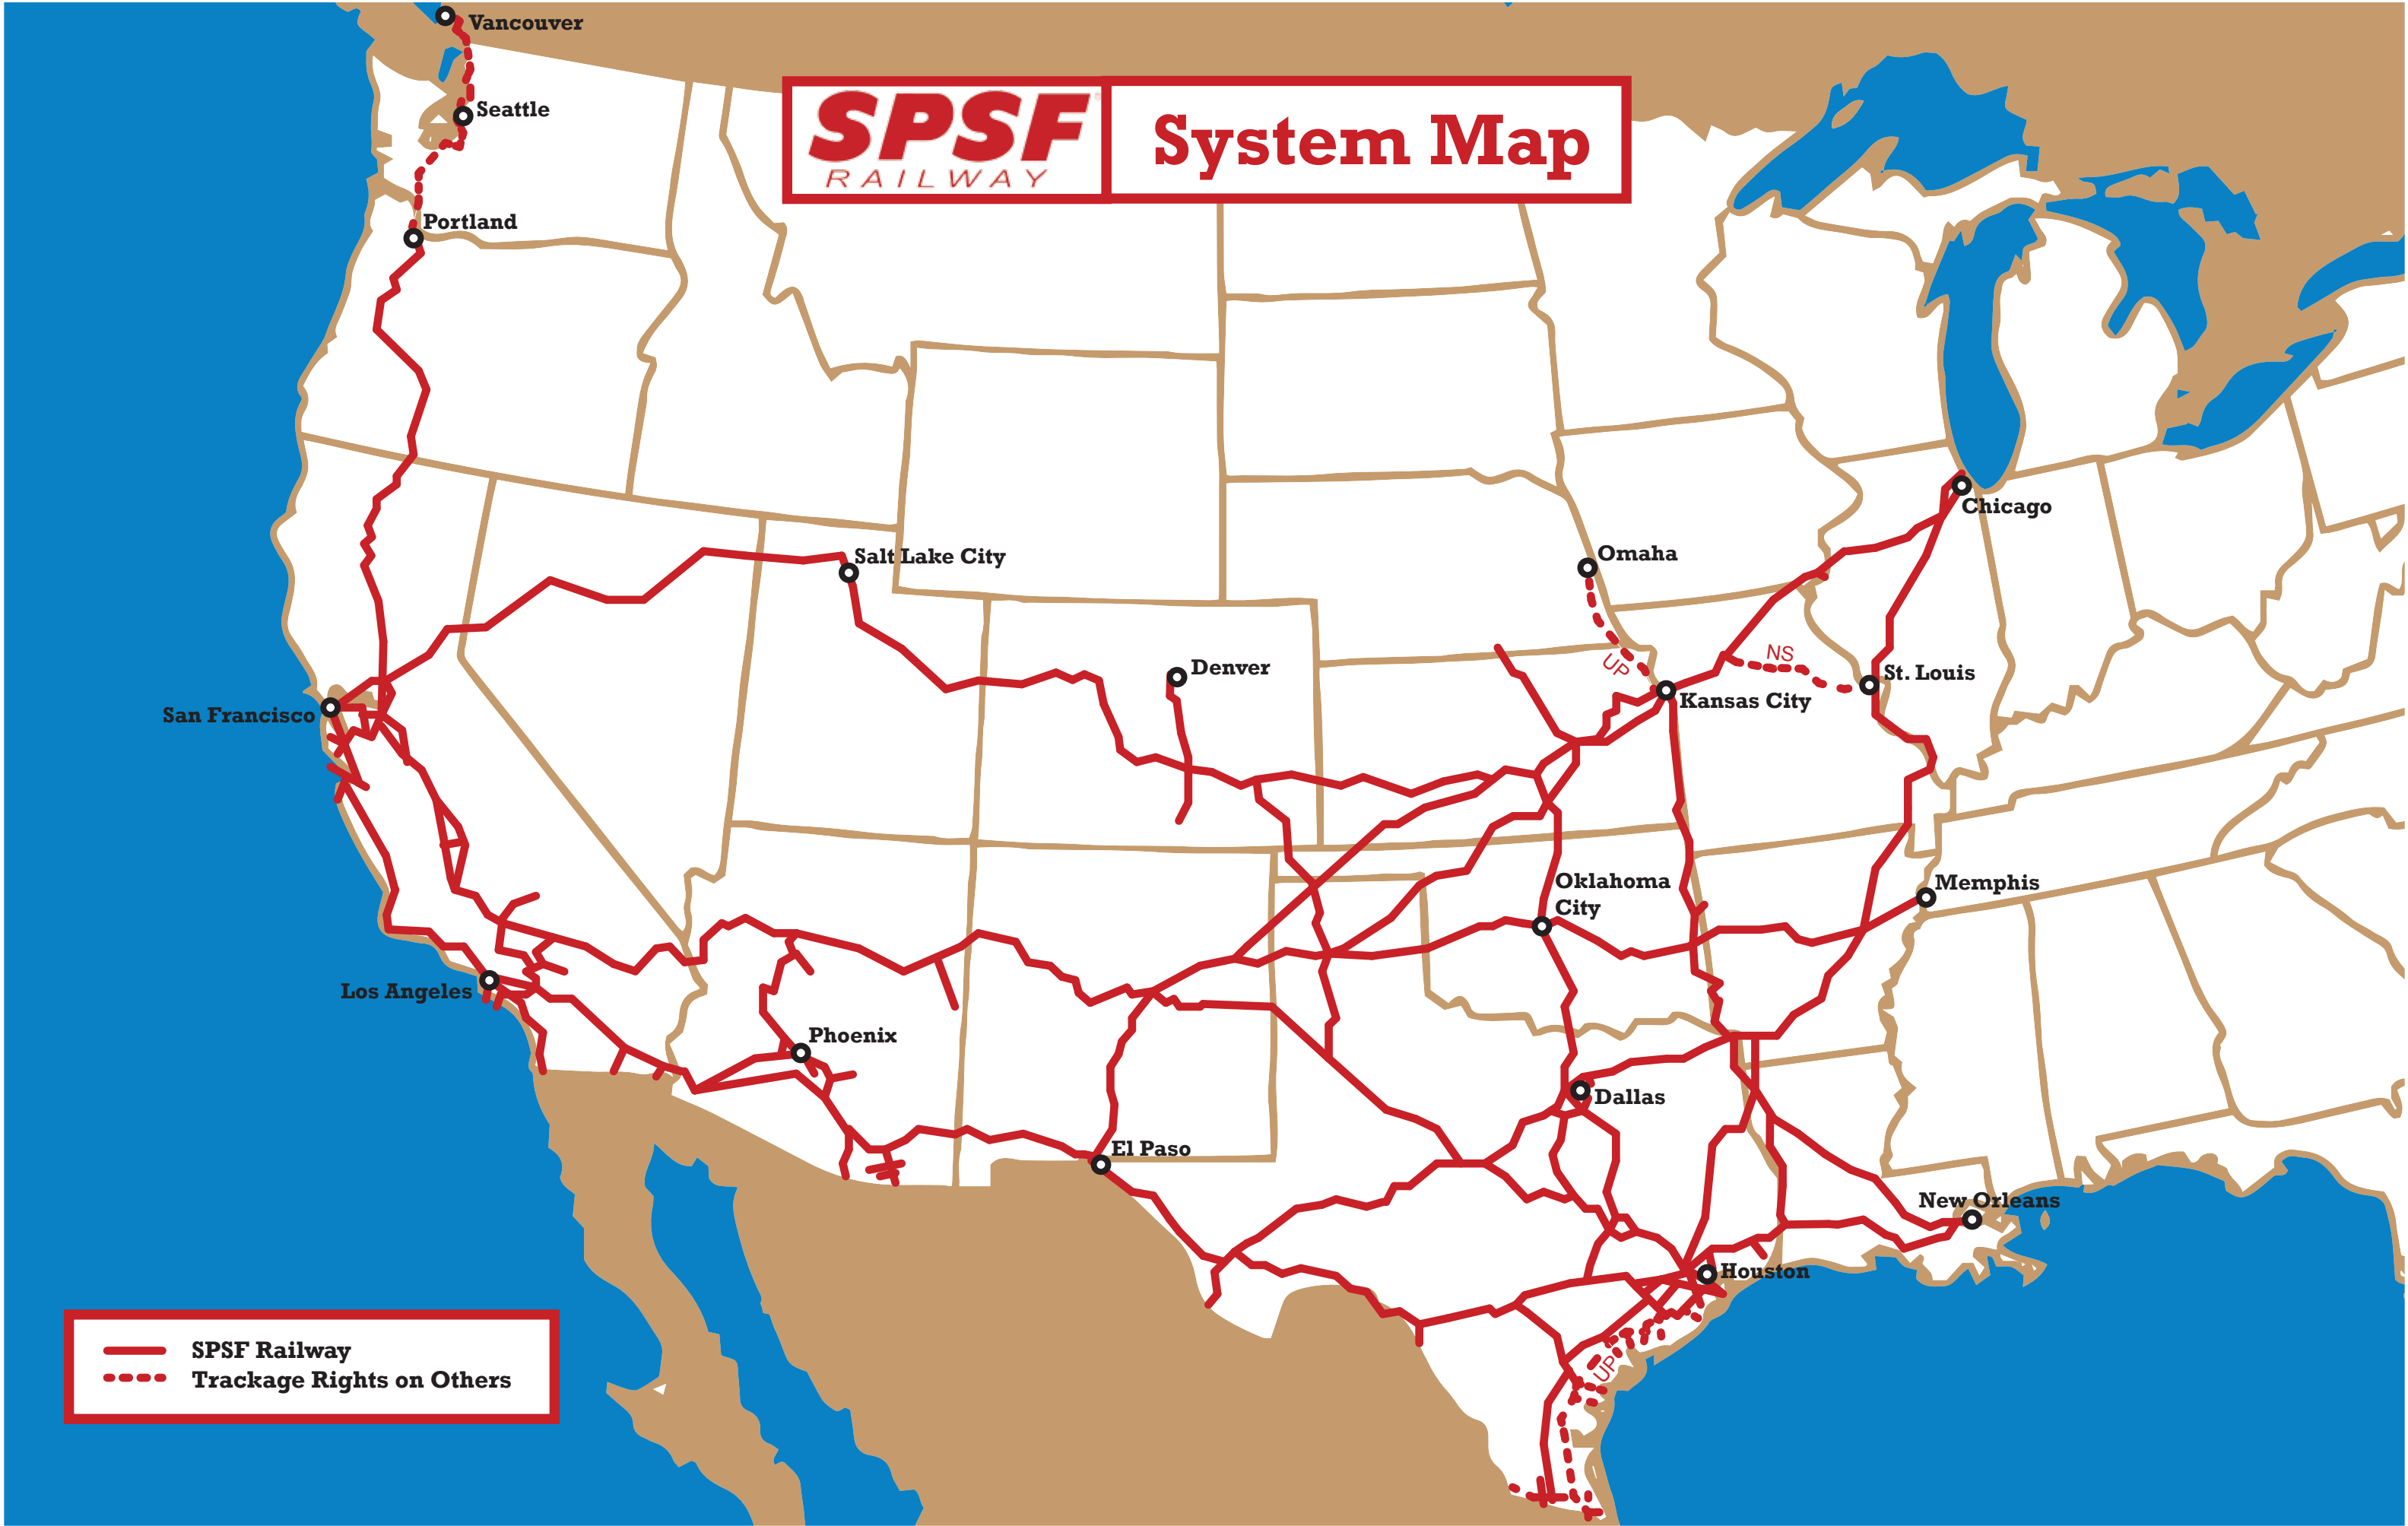 Vancouver
Seattle
SPSF
RAILWAY
System Map
Portland
Chicago
Omaha
Salt Lake City
Denver
UP
NS
St. Louis
Kansas City
San Francisco
Oklahoma
City
Memphis
Los Angeles
Phoenix
Dallas
El Paso
New Orleans
Houston
UP
SPSF Railway
Trackage Rights on Others